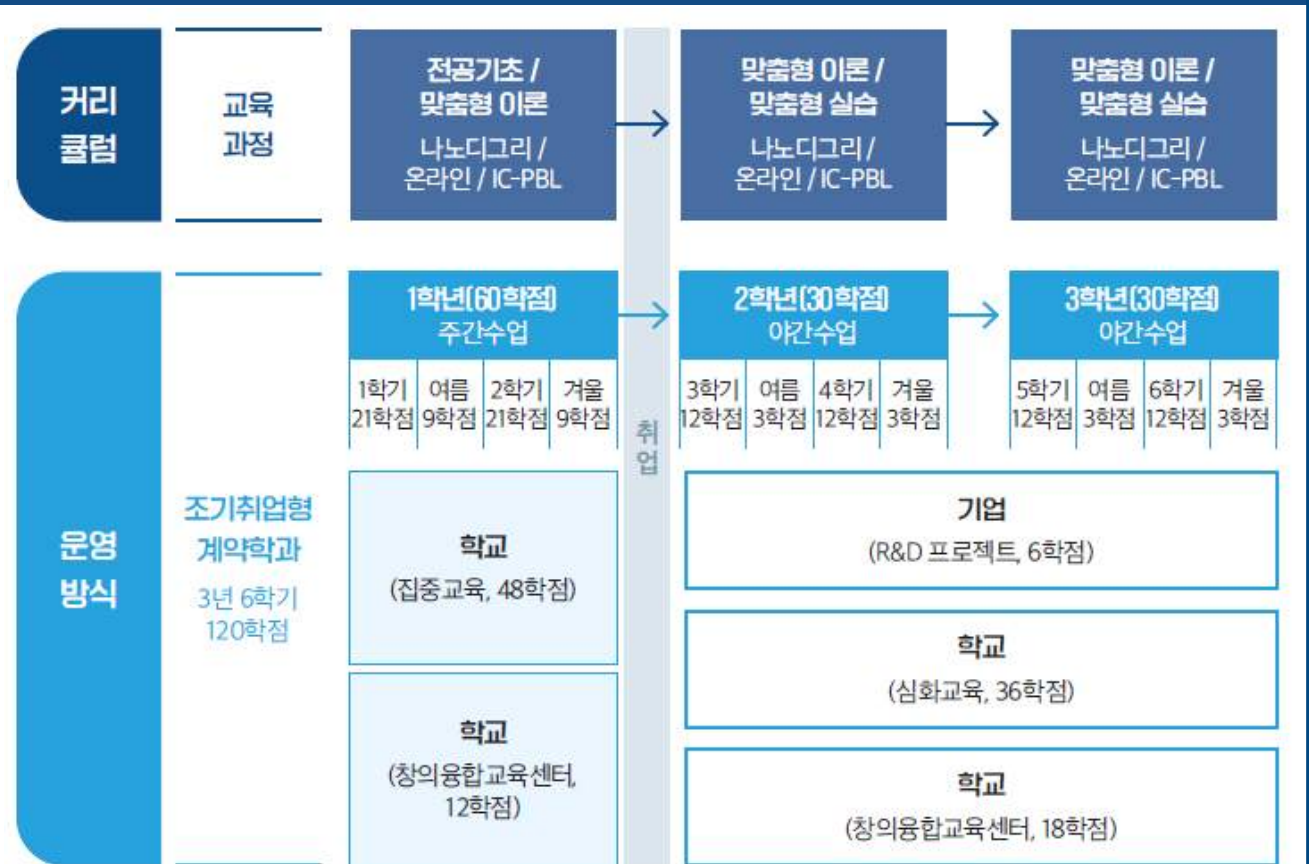 커리
큘럼
교육
과정
전공기초 /
맞춤형 이론
나노디그리 /
온라인 / IC-PBL
맞춤형 이론 /
맞춤형 실습
나노디그리 /
온라인 / IC-PBL
맞춤형 이론 /
맞춤형 실습
나노디그리 /
온라인 / IC-PBL
취
업
운영
방식
조기취업형
계약학과
3년 6학기
120학점
1학년(60학점)
주간수업
1학기 여름 2학기 겨울
21학점 9학점 21학점 9학점
학교
(집중교육, 48학점)
학교
(창의융합교육센터,
12학점)
2학년(30학점)
야간수업
3학기 여름 4학기 겨울
12학점 3학점 12학점 3학점
3학년(30학점)
야간수업
5학기 여름 6학기 겨울
12학점 3학점 12학점 3학점
기업
(R&D 프로젝트, 6학점)
학교
(심화교육, 36학점)
학교
(창의융합교육센터, 18학점)